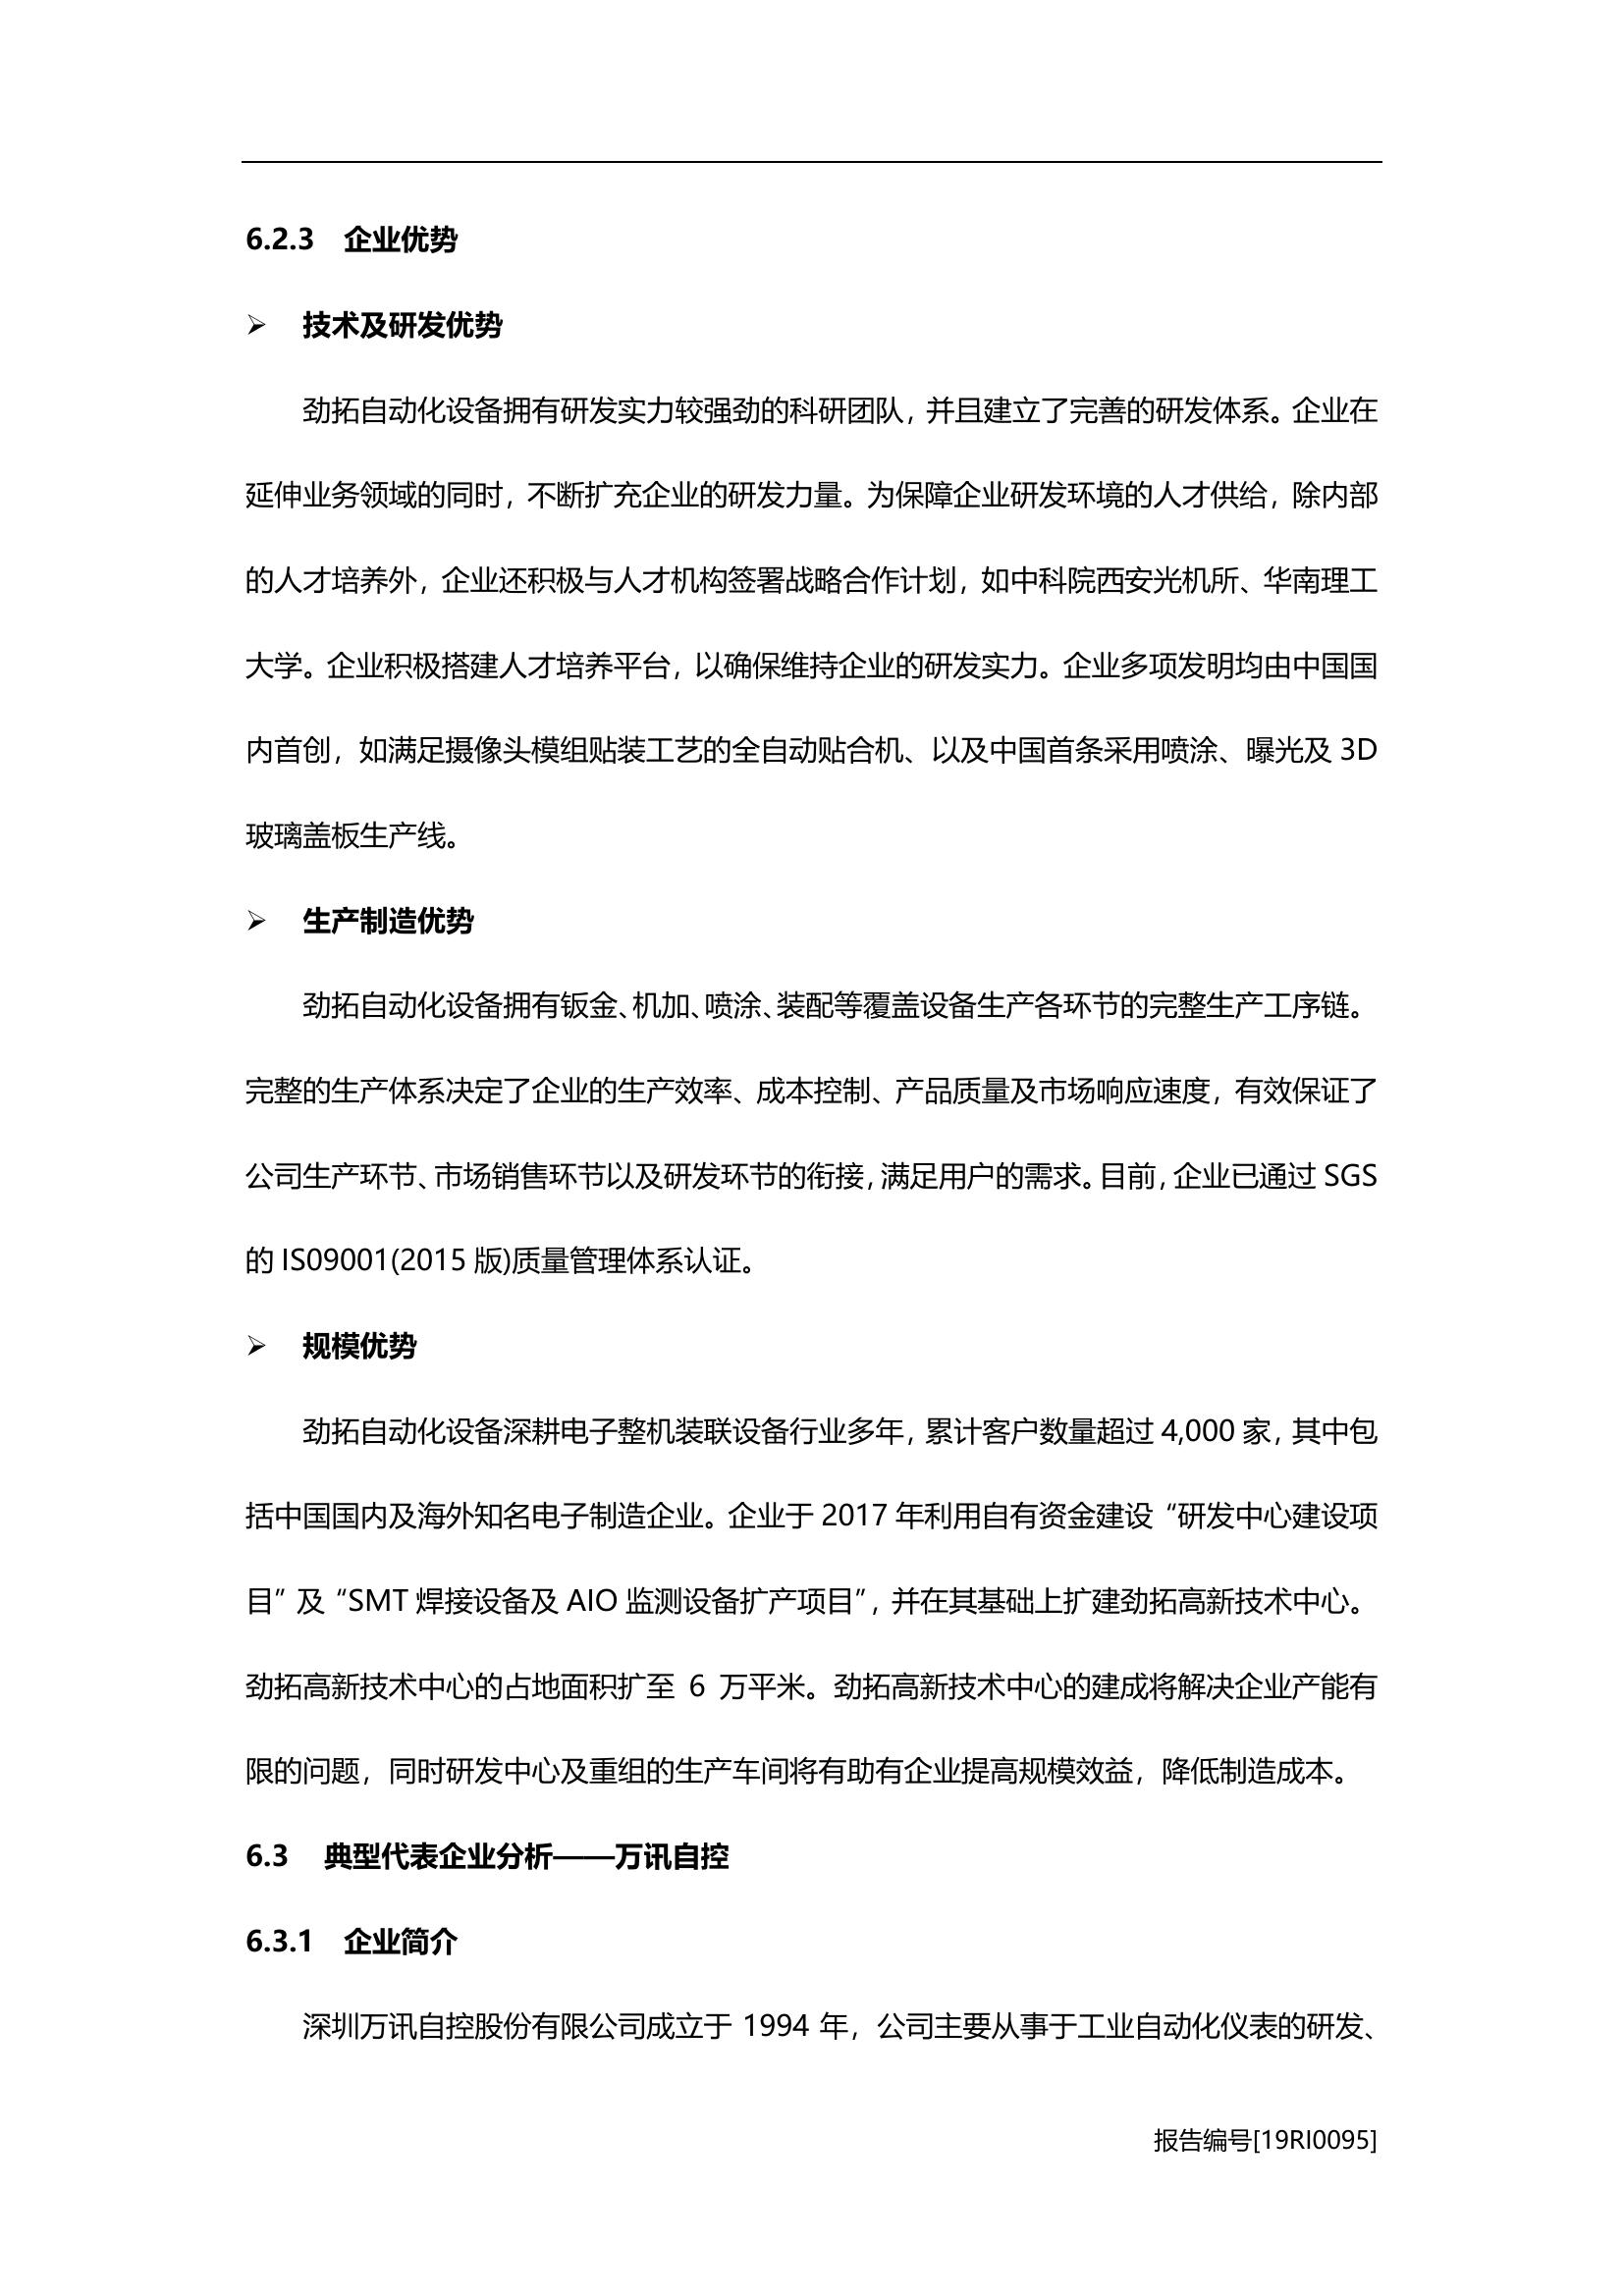 6.2.3 企业优势
➢ 技术及研发优势
劲拓自动化设备拥有研发实力较强劲的科研团队，并且建立了完善的研发体系。企业在
延伸业务领域的同时，不断扩充企业的研发力量。为保障企业研发环境的人才供给，除内部
的人才培养外，企业还积极与人才机构签署战略合作计划，如中科院西安光机所、华南理工
大学。企业积极搭建人才培养平台，以确保维持企业的研发实力。企业多项发明均由中国国
内首创，如满足摄像头模组贴装工艺的全自动贴合机、以及中国首条采用喷涂、曝光及 3D
玻璃盖板生产线。
➢ 生产制造优势
劲拓自动化设备拥有钣金、机加、喷涂、装配等覆盖设备生产各环节的完整生产工序链。
完整的生产体系决定了企业的生产效率、成本控制、产品质量及市场响应速度，有效保证了
公司生产环节、市场销售环节以及研发环节的衔接，满足用户的需求。目前，企业已通过 SGS
的 IS09001(2015 版)质量管理体系认证。
➢ 规模优势
劲拓自动化设备深耕电子整机装联设备行业多年，累计客户数量超过 4,000 家，其中包
括中国国内及海外知名电子制造企业。企业于 2017 年利用自有资金建设“研发中心建设项
目”及“SMT 焊接设备及 AIO 监测设备扩产项目”，并在其基础上扩建劲拓高新技术中心。
劲拓高新技术中心的占地面积扩至 6 万平米。劲拓高新技术中心的建成将解决企业产能有
限的问题，同时研发中心及重组的生产车间将有助有企业提高规模效益，降低制造成本。
6.3 典型代表企业分析——万讯自控
6.3.1 企业简介
深圳万讯自控股份有限公司成立于 1994 年，公司主要从事于工业自动化仪表的研发、
报告编号[19RI0095]